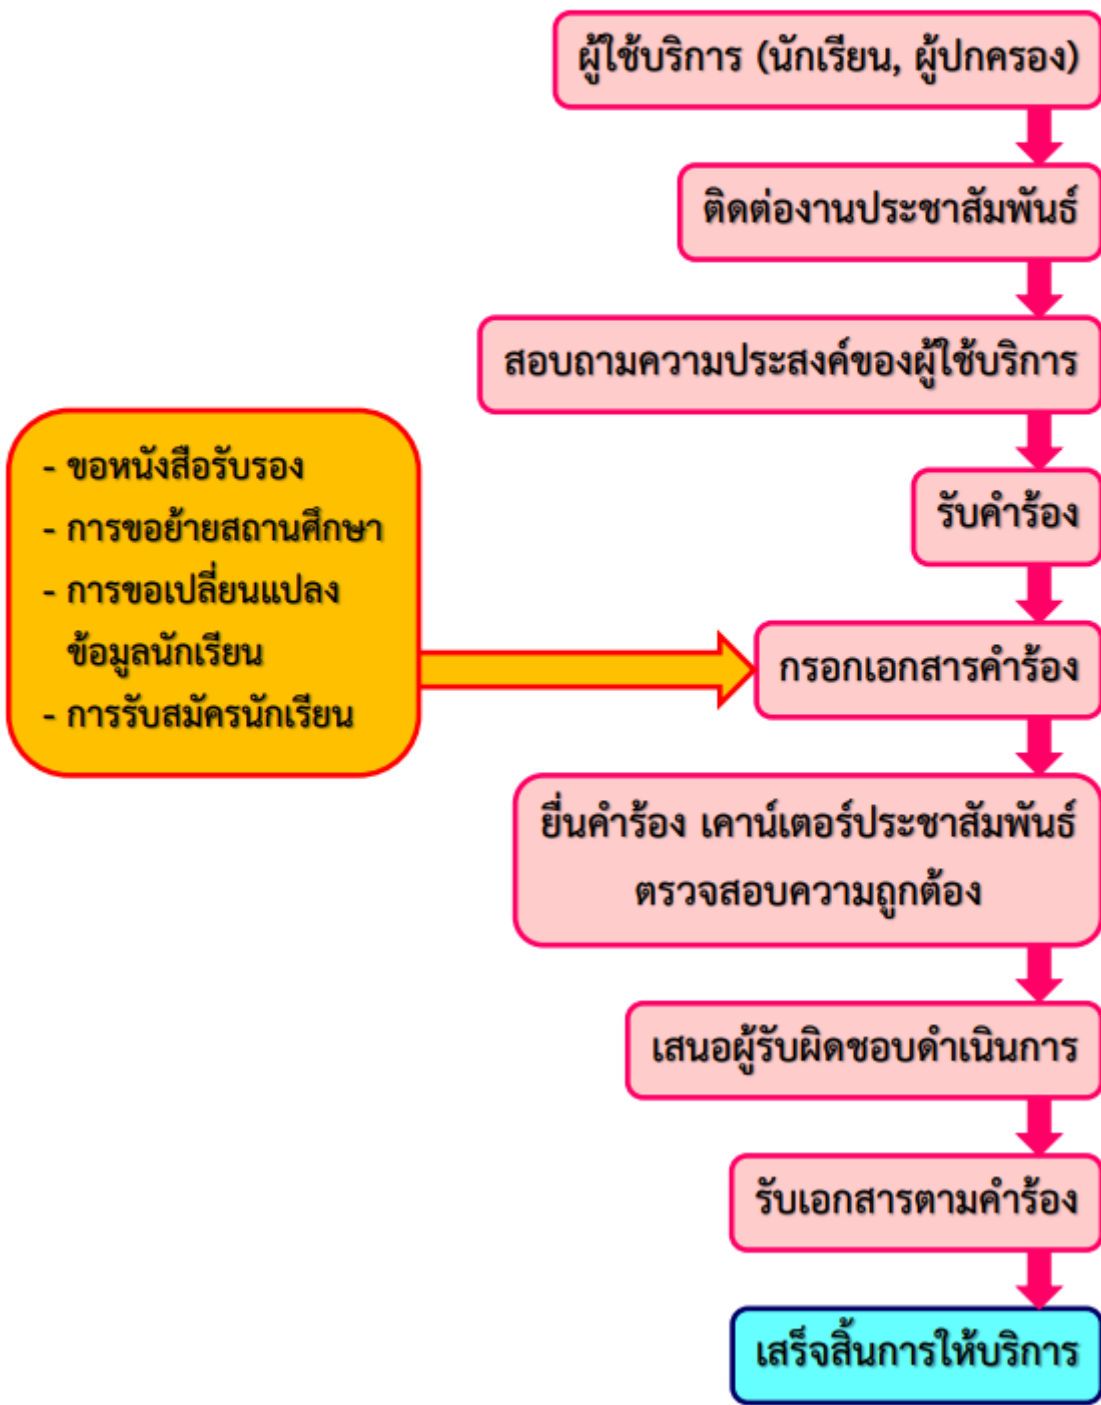 ผู้ใช้บริการ (นักเรียน, ผู้ปกครอง)
ติดต่องานประชาสัมพันธ์
สอบถามความประสงค์ของผู้ใช้บริการ
รับคำร้อง
- ขอหนังสือรับรอง
- การขอย้ายสถานศึกษา
- การขอเปลี่ยนแปลง
ข้อมูลนักเรียน
- การรับสมัครนักเรียน
กรอกเอกสารคำร้อง
ยื่นคำร้อง เคาน์เตอร์ประชาสัมพันธ์
ตรวจสอบความถูกต้อง
เสนอผู้รับผิดชอบดำเนินการ
รับเอกสารตามคำร้อง
เสร็จสิ้นการให้บริการ